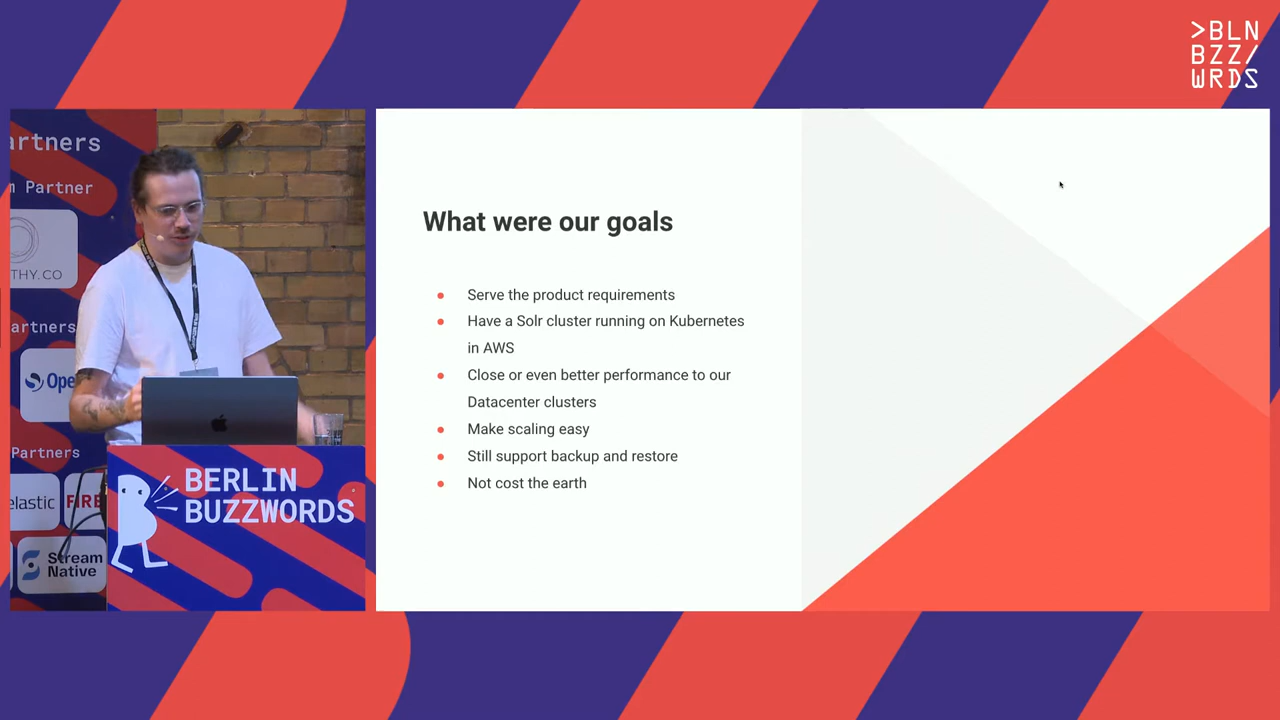 >BLN
BZZ/
WRDS
artners
Partner
THY.CO
artners
Ope
Partners
elastic
FIRE
Stream
Native
BERLIN
BUZZWORDS
What were our goals
Serve the product requirements
Have a Solr cluster running on Kubernetes
in AWS
Close or even better performance to our
Datacenter clusters
Make scaling easy
Still support backup and restore
Not cost the earth